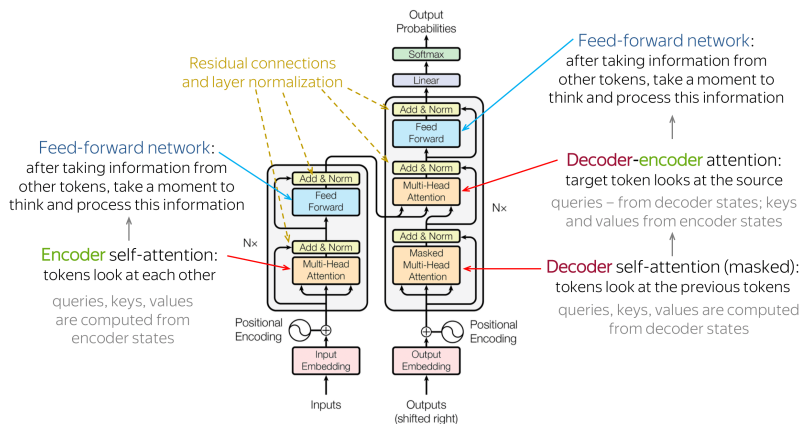 Output
Probabilities
Softmax
Linear
Add & Norm
Feed
Forward
Add & Norm
Multi-Head
Attention
Add & Norm
Masked
Multi-Head
Attention
N×
Positional
Encoding
Output
Embedding
Outputs
(shifted right)
Residual connections
and layer normalization
Add & Norm
Feed
Forward
Add & Norm
Multi-Head
Attention
N×
Positional
Encoding
Input
Embedding
Inputs
Feed-forward network:
after taking information from
other tokens, take a moment to
think and process this information
Encoder self-attention:
tokens look at each other
queries, keys, values
are computed from
encoder states
Feed-forward network:
after taking information from
other tokens, take a moment to
think and process this information
Decoder-encoder attention:
target token looks at the source
queries – from decoder states; keys
and values from encoder states
Decoder self-attention (masked):
tokens look at the previous tokens
queries, keys, values are computed
from decoder states